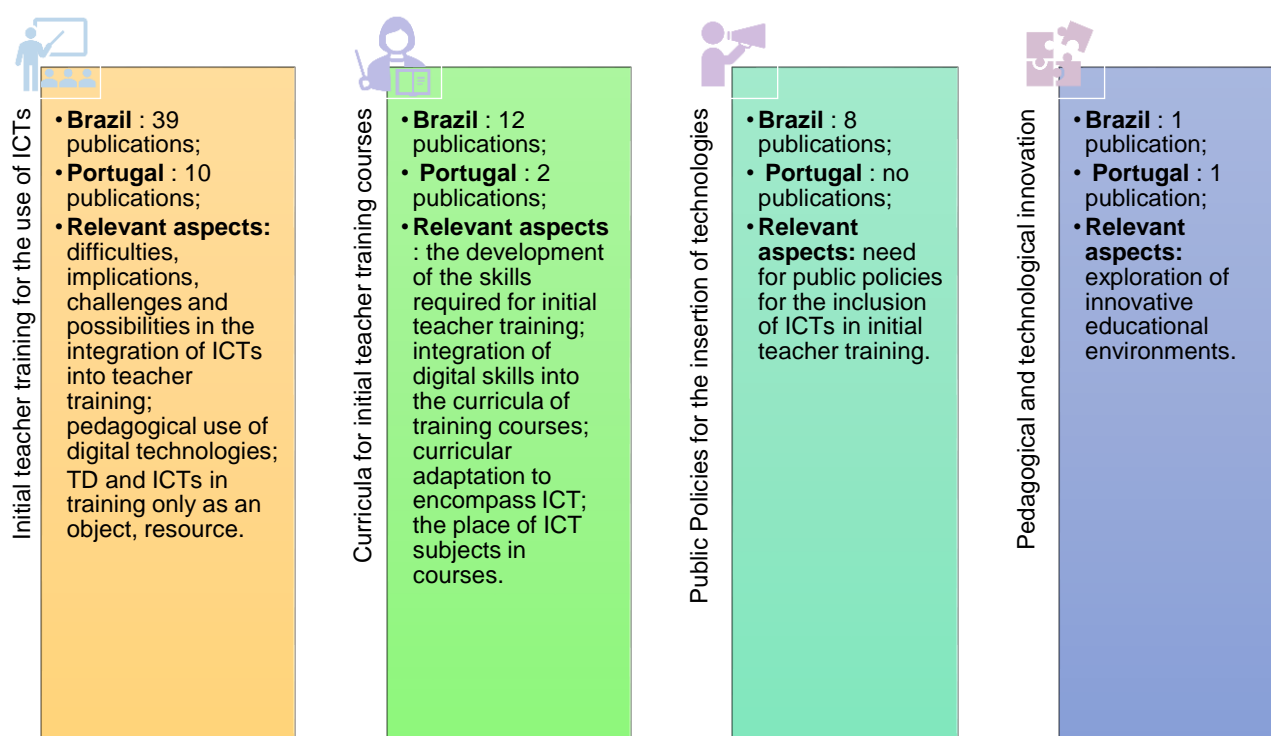 Initial teacher training for the use of ICTs
• Brazil : 39
publications;
• Portugal : 10
publications;
• Relevant aspects:
difficulties,
implications,
challenges and
possibilities in the
integration of ICTs
into teacher
training;
pedagogical use of
digital technologies;
TD and ICTs in
training only as an
object, resource.
Curricula for initial teacher training courses
• Brazil : 12
publications;
• Portugal : 2
publications;
• Relevant aspects
: the development
of the skills
required for initial
teacher training;
integration of
digital skills into
the curricula of
training courses;
curricular
adaptation to
encompass ICT;
the place of ICT
subjects in
courses.
Public Policies for the insertion of technologies
• Brazil : 8
publications;
• Portugal : no
publications;
• Relevant
aspects: need
for public policies
for the inclusion
of ICTs in initial
teacher training.
Pedagogical and technological innovation
• Brazil : 1
publication;
• Portugal : 1
publication;
• Relevant
aspects:
exploration of
innovative
educational
environments.